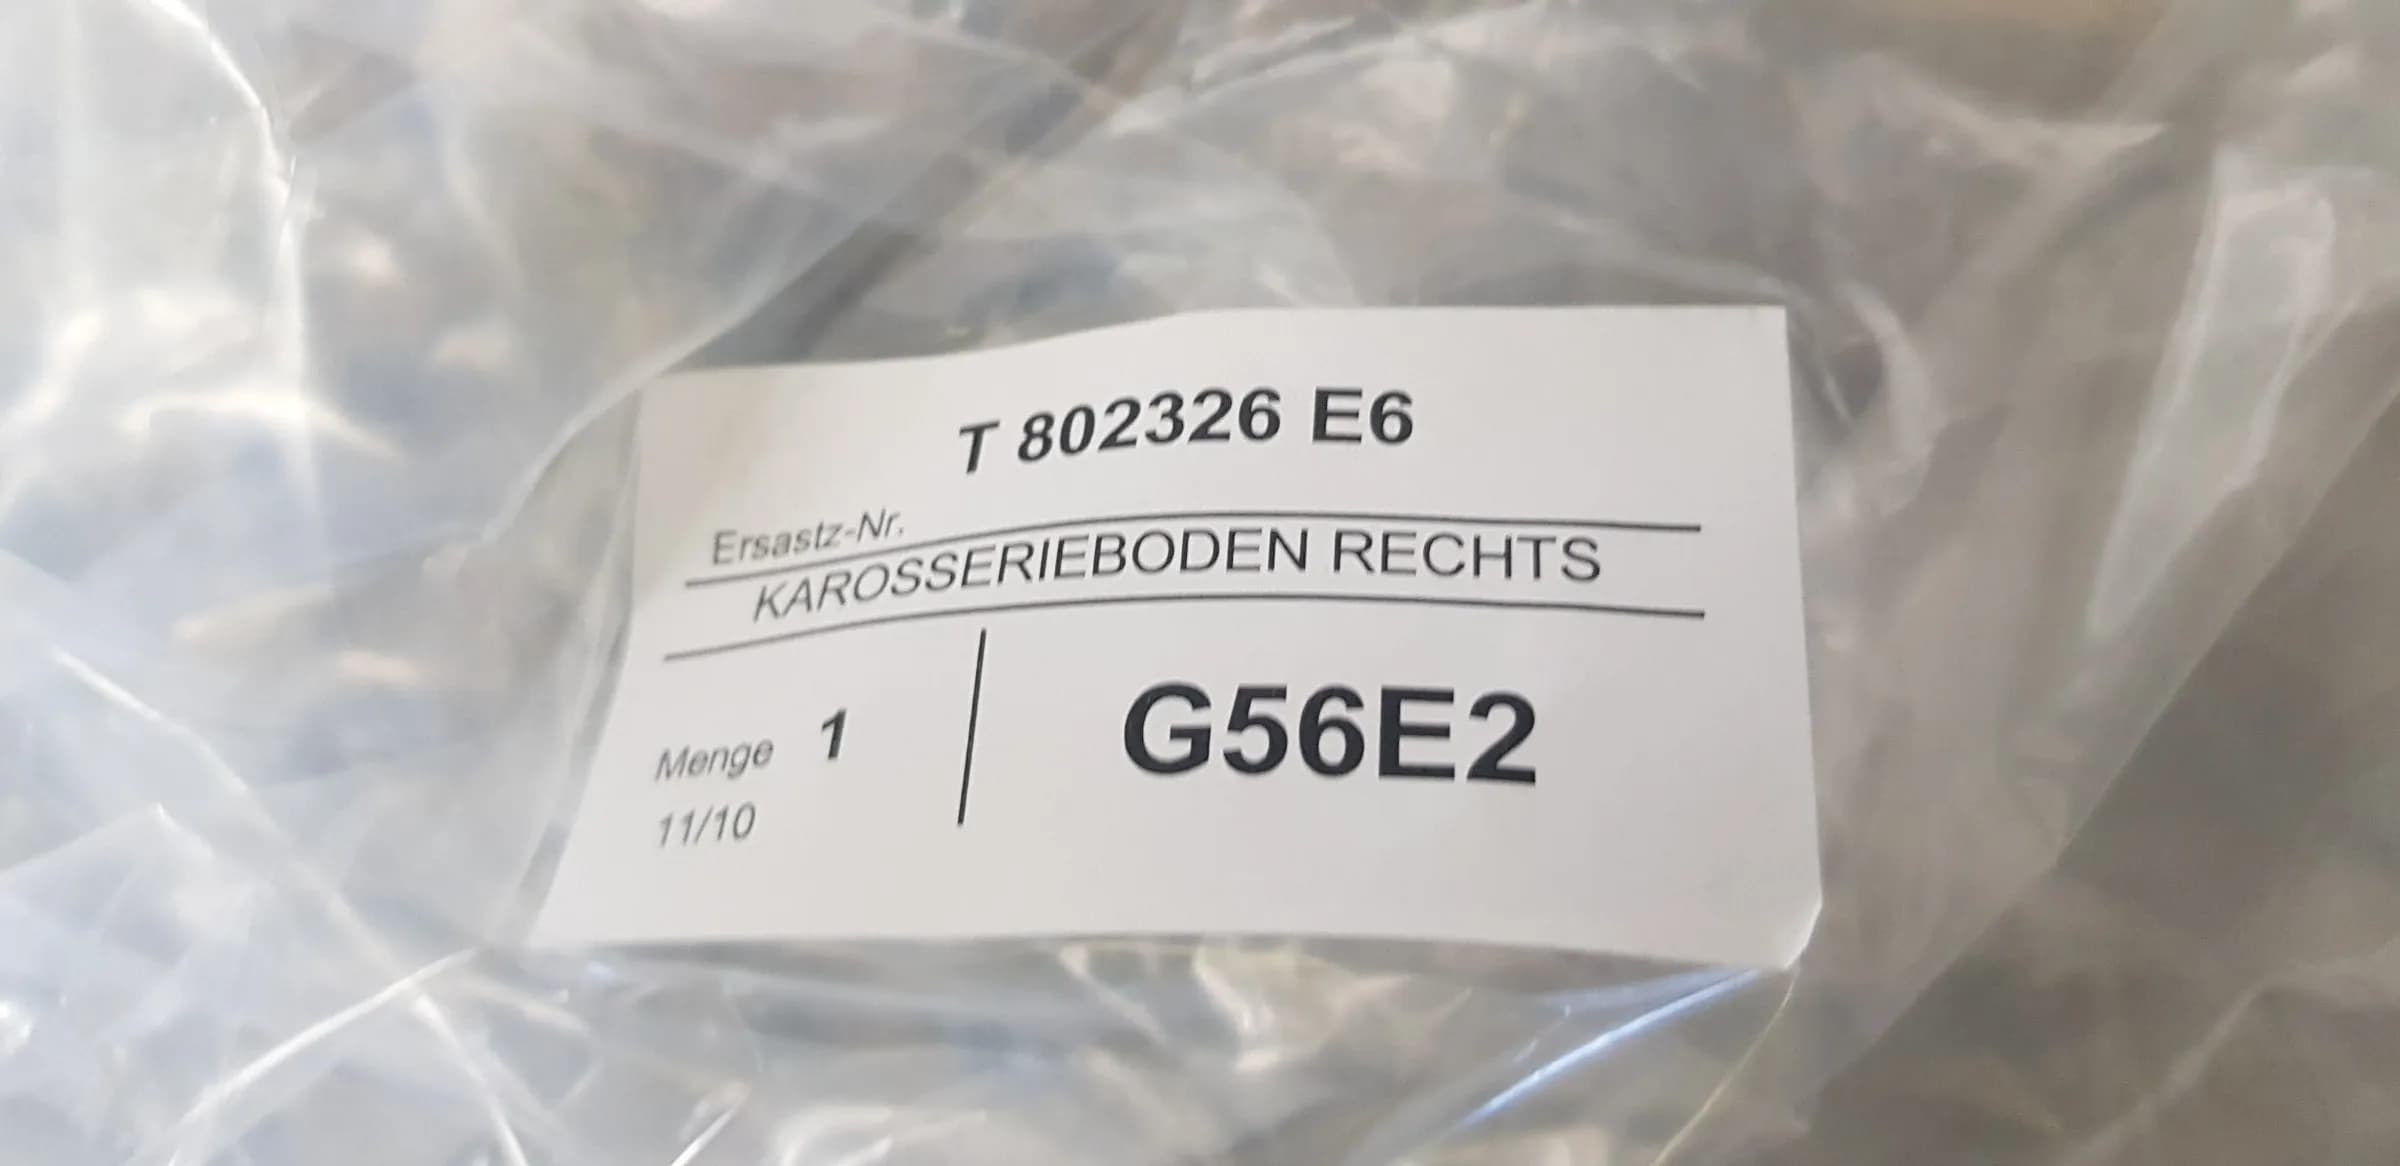 T 802326 E6
Ersastz-Nr.
KAROSSERIEBODEN RECHTS
Menge 1
11/10
G56E2